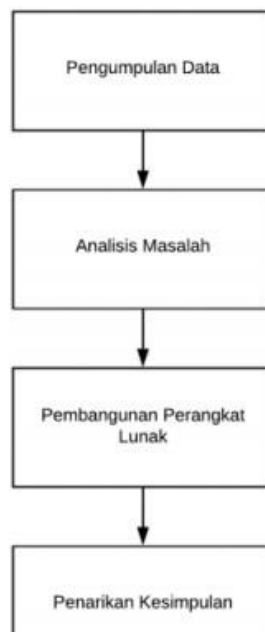 Pengumpulan Data
Analisis Masalah
Pembangunan Perangkat
Lunak
Penarikan Kesimpulan